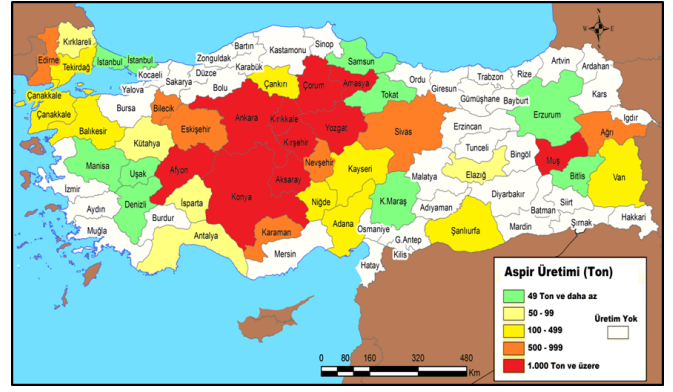 Kırklareli
Edirne
Tekirdağ
İstanbul
İstanbul
Kocaeli
Yalova
Sakarya
Düzce
Zonguldak
Bartın
Karabük
Bolu
Kastamonu
Sinop
Samsun
Ordu
Giresun
Trabzon
Rize
Artvin
Ardahan
Kars
Iğdır
Çanakkale
Çanakkale
Balıkesir
Bursa
Bilecik
Eskişehir
Kütahya
Ankara
Çankırı
Çorum
Amasya
Tokat
Kırıkkale
Yozgat
Kırşehir
Sivas
Gümüşhane
Bayburt
Erzincan
Erzurum
Ağrı
Tunceli
Bingöl
Muş
Bitlis
Van
Elazığ
Malatya
Manisa
Uşak
Afyon
İzmir
Aydın
Denizli
Muğla
Burdur
Isparta
Antalya
Konya
Aksaray
Nevşehir
Kayseri
Niğde
Karaman
Mersin
Adana
K.Maraş
Osmaniye
Hatay
G.Antep
Kilis
Adıyaman
Şanlıurfa
Diyarbakır
Mardin
Batman
Siirt
Şırnak
Hakkari
N
W
E
S
0 80 160 320 480
Km
Aspir Üretimi (Ton)
49 Ton ve daha az
50 - 99
100 - 499
500 - 999
1.000 Ton ve üzere
Üretim Yok